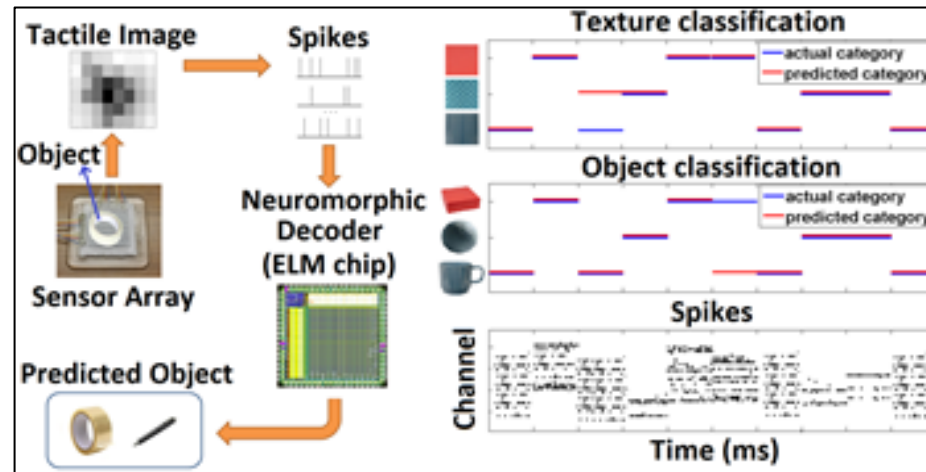 Tactile Image
Spikes
Object
Sensor Array
Neuromorphic
Decoder
(ELM chip)
Predicted Object
Texture classification
actual category
predicted category
Object classification
actual category
predicted category
Spikes
Channel
Time (ms)